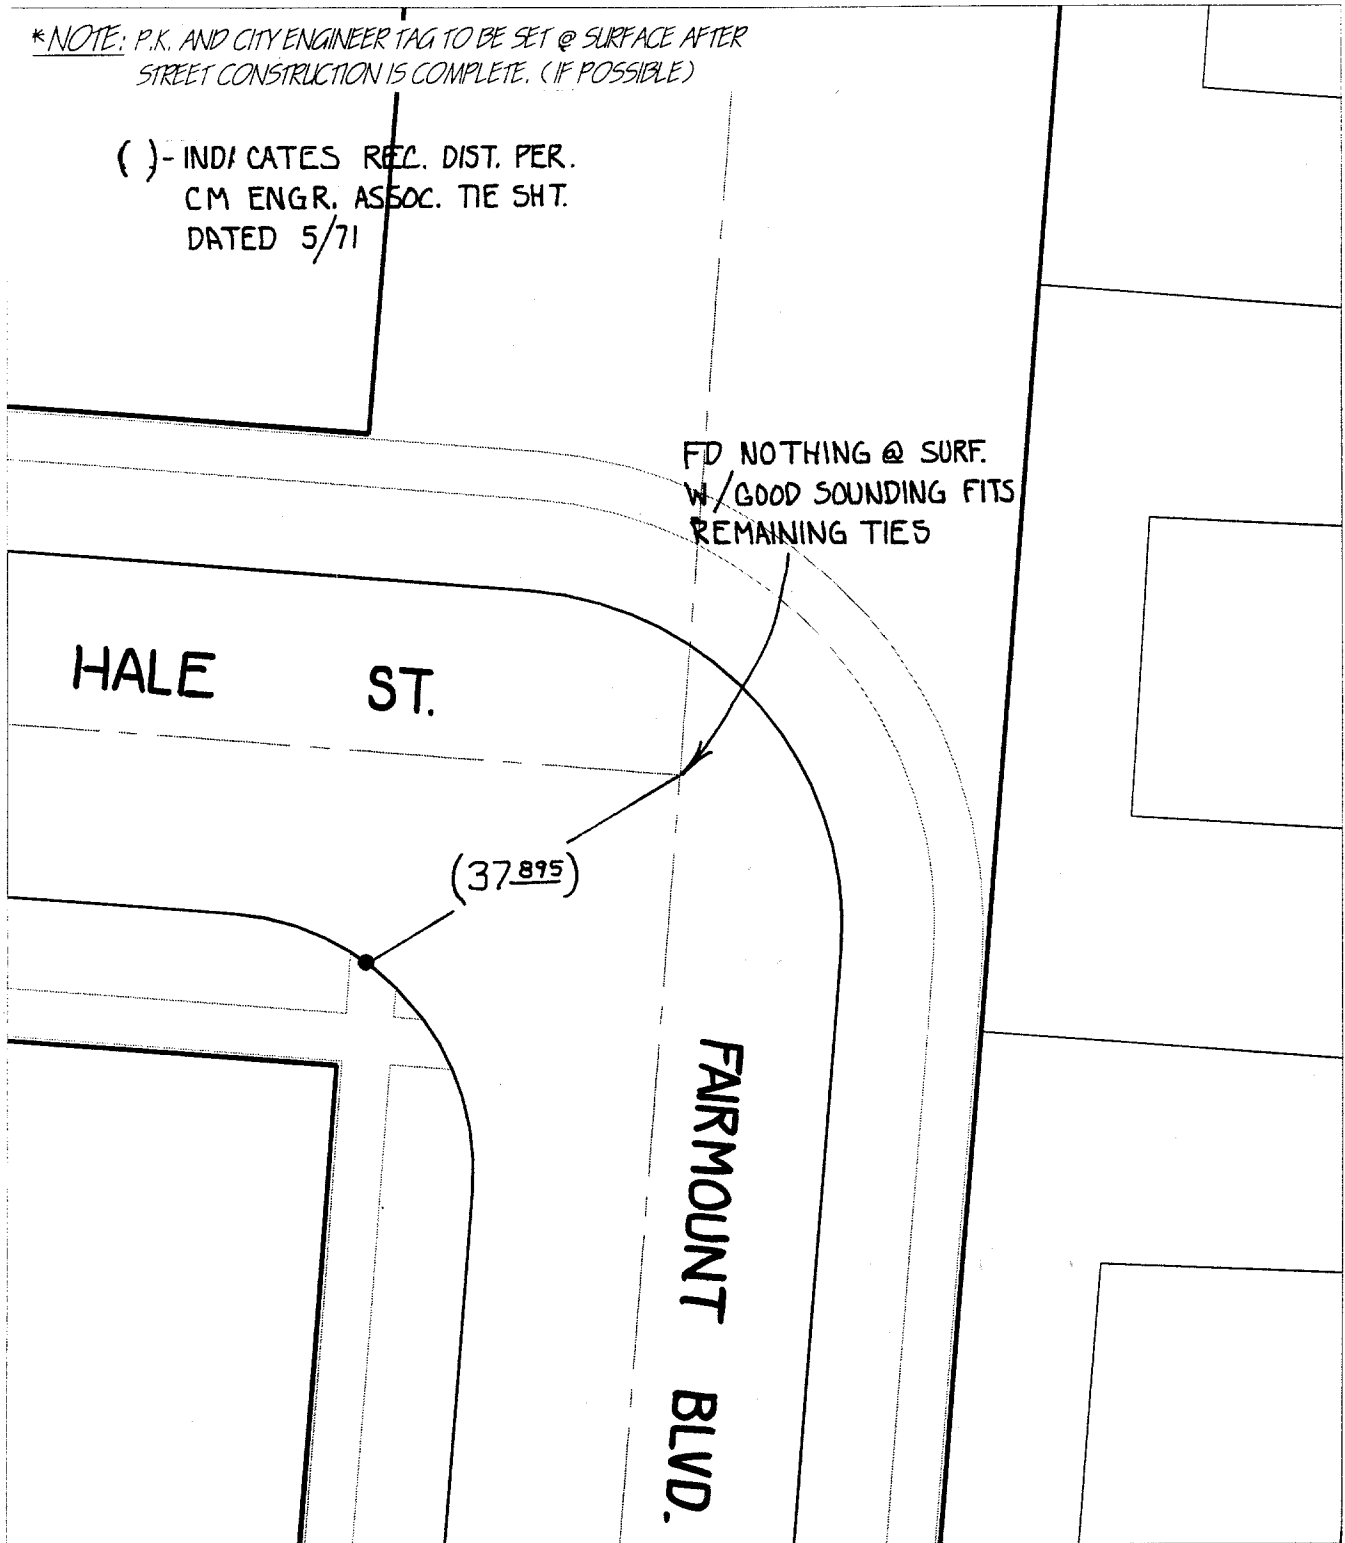 *NOTE: P.K. AND CITY ENGINEER TAG TO BE SET @ SURFACE AFTER
STREET CONSTRUCTION IS COMPLETE. (IF POSSIBLE)
( )- INDICATES REC. DIST. PER.
CM ENGR. ASSOC. TIE SHT.
DATED 5/71
FD NOTHING @ SURF.
W/GOOD SOUNDING FITS
REMAINING TIES
HALE ST.
(37.895)
FAIRMOUNT BLVD.